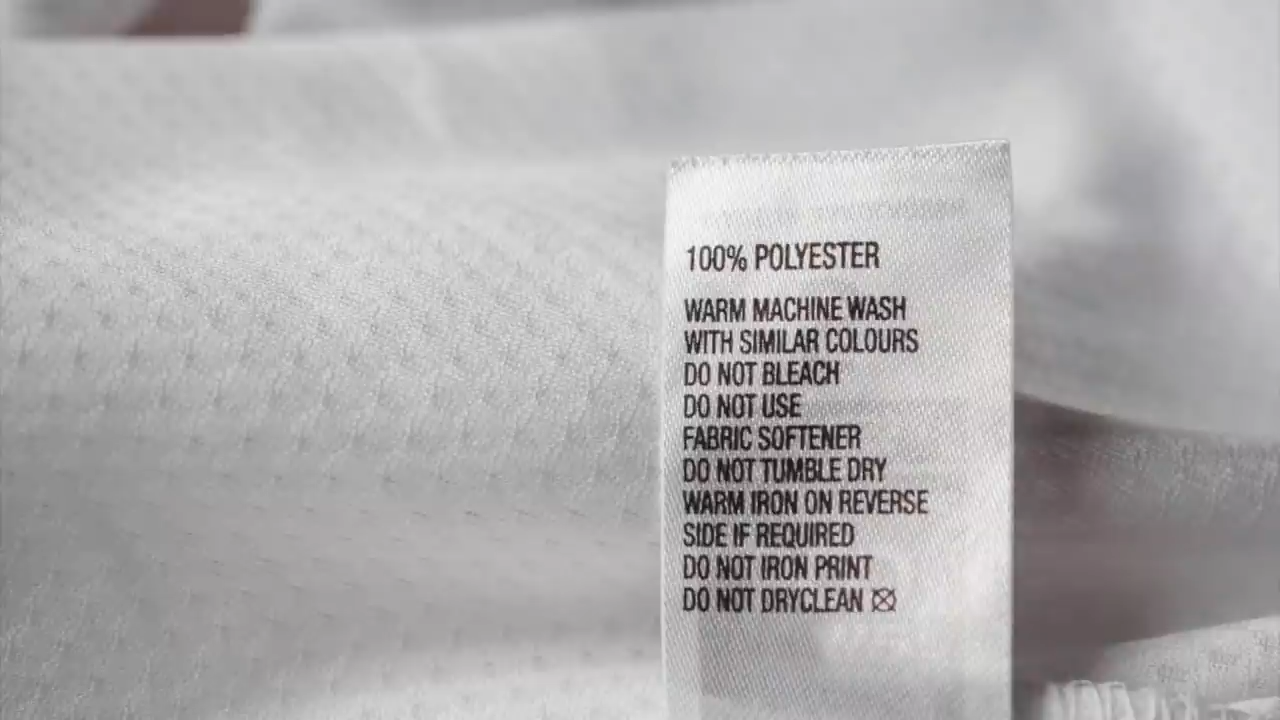 100% POLYESTER
WARM MACHINE WASH
WITH SIMILAR COLOURS
DO NOT BLEACH
DO NOT USE
FABRIC SOFTENER
DO NOT TUMBLE DRY
WARM IRON ON REVERSE
SIDE IF REQUIRED
DO NOT IRON PRINT
DO NOT DRYCLEAN